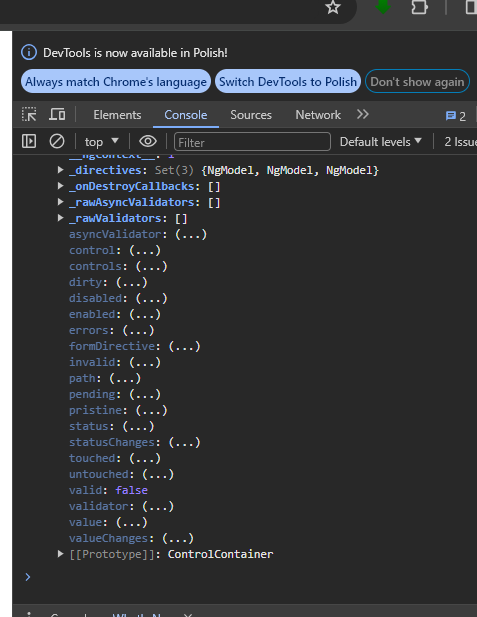 DevTools is now available in Polish!
Always match Chrome's language Switch DevTools to Polish Don't show again
Elements Console Sources Network 2
top Filter Default levels 2 Issue
__ngContext__: 1
_directives: Set(3) {NgModel, NgModel, NgModel}
_onDestroyCallbacks: []
_rawAsyncValidators: []
_rawValidators: []
asyncValidator: (...)
control: (...)
controls: (...)
dirty: (...)
disabled: (...)
enabled: (...)
errors: (...)
formDirective: (...)
invalid: (...)
path: (...)
pending: (...)
pristine: (...)
status: (...)
statusChanges: (...)
touched: (...)
untouched: (...)
valid: false
validator: (...)
value: (...)
valueChanges: (...)
[[Prototype]]: ControlContainer